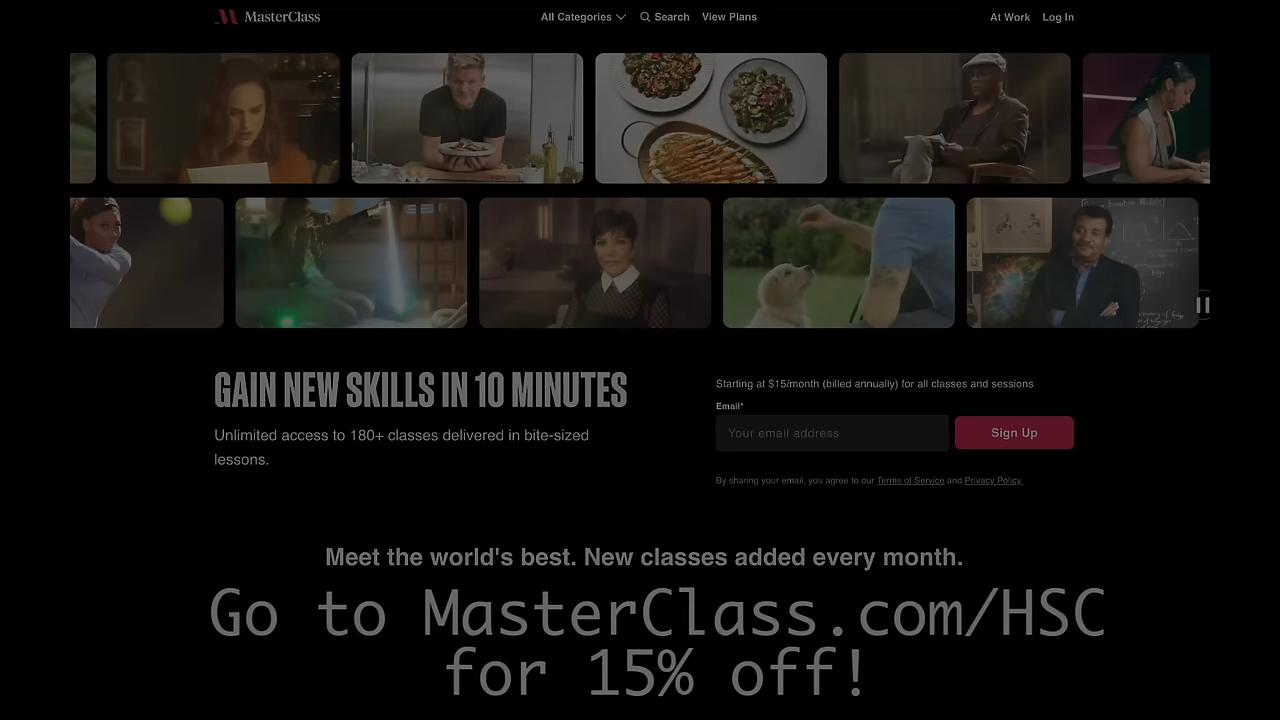 MasterClass
All Categories
Search
View Plans
At Work
Log In
GAIN NEW SKILLS IN 10 MINUTES
Unlimited access to 180+ classes delivered in bite-sized
lessons.
Starting at $15/month (billed annually) for all classes and sessions
Email*
Your email address
Sign Up
By sharing your email, you agree to our Terms of Service and Privacy Policy.
Meet the world's best. New classes added every month.
Go to MasterClass.com/HSC
for 15% off!